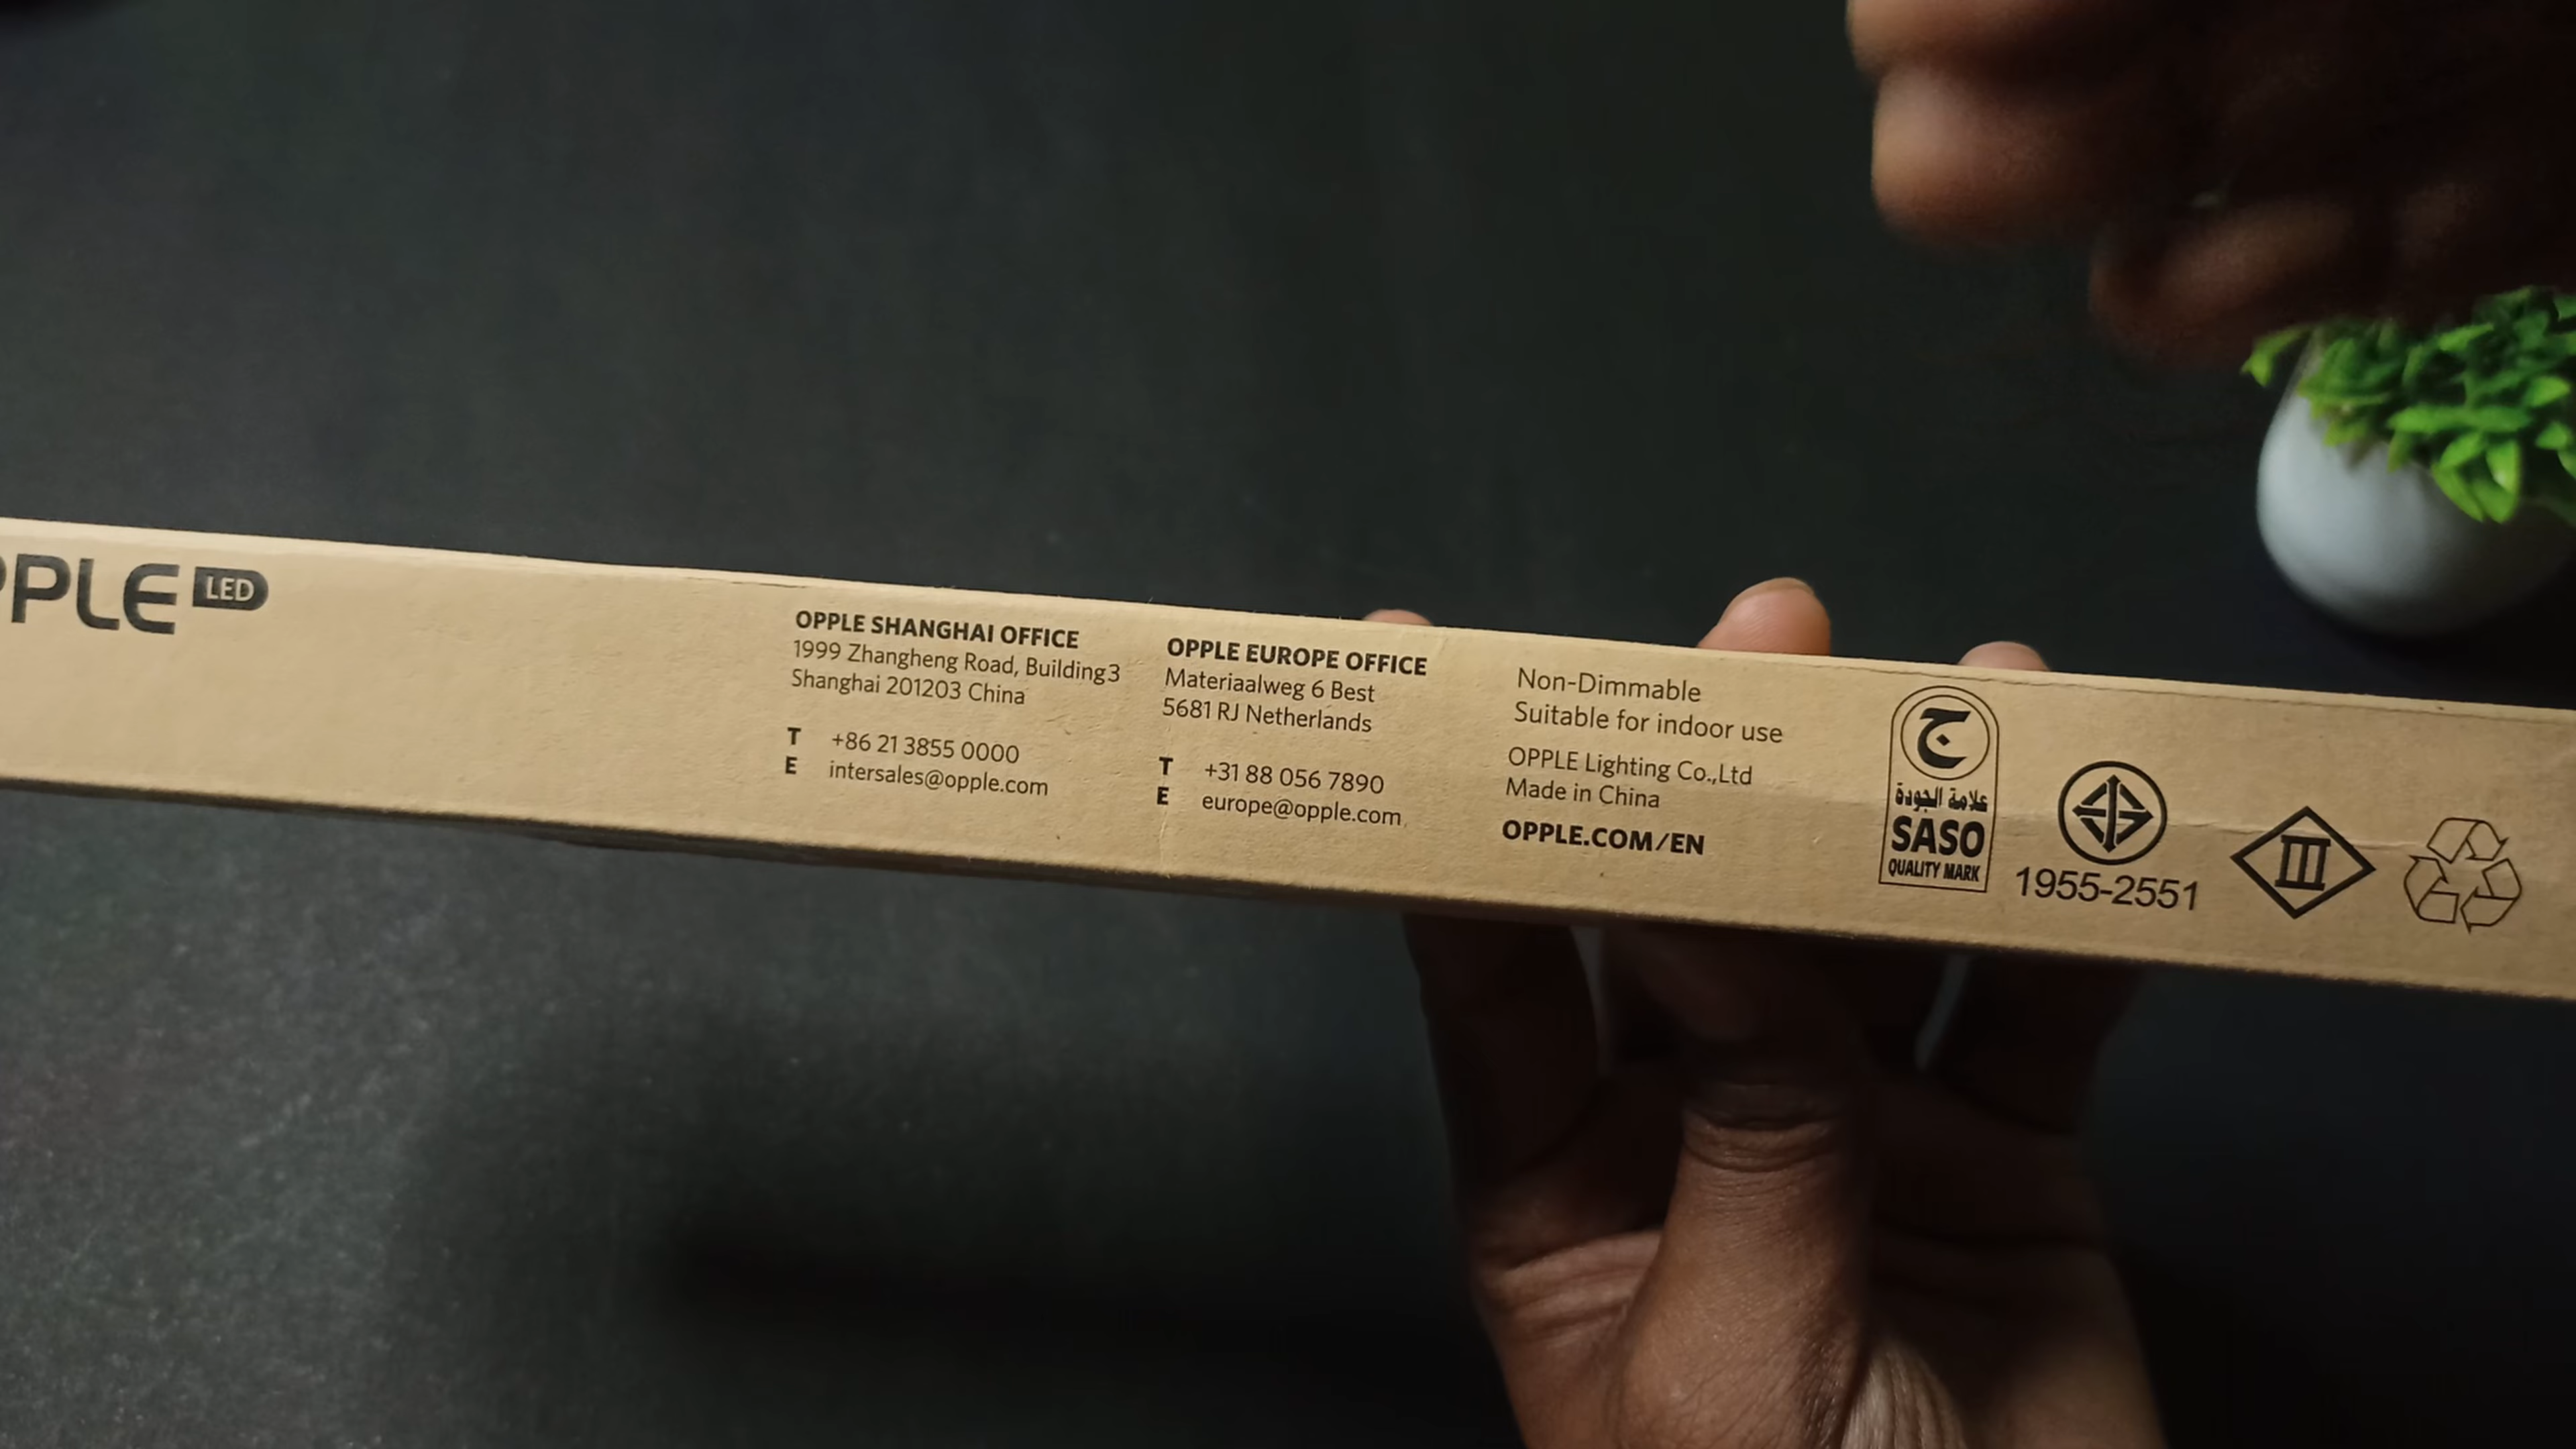 PPLE LED
OPPLE SHANGHAI OFFICE
1999 Zhangheng Road, Building3
Shanghai 201203 China
T +86 21 3855 0000
E intersales@opple.com
OPPLE EUROPE OFFICE
Materiaalweg 6 Best
5681 RJ Netherlands
T +31 88 056 7890
E europe@opple.com
Non-Dimmable
Suitable for indoor use
OPPLE Lighting Co.,Ltd
Made in China
OPPLE.COM/EN
ج
علامة الجودة
SASO
QUALITY MARK
1955-2551
III